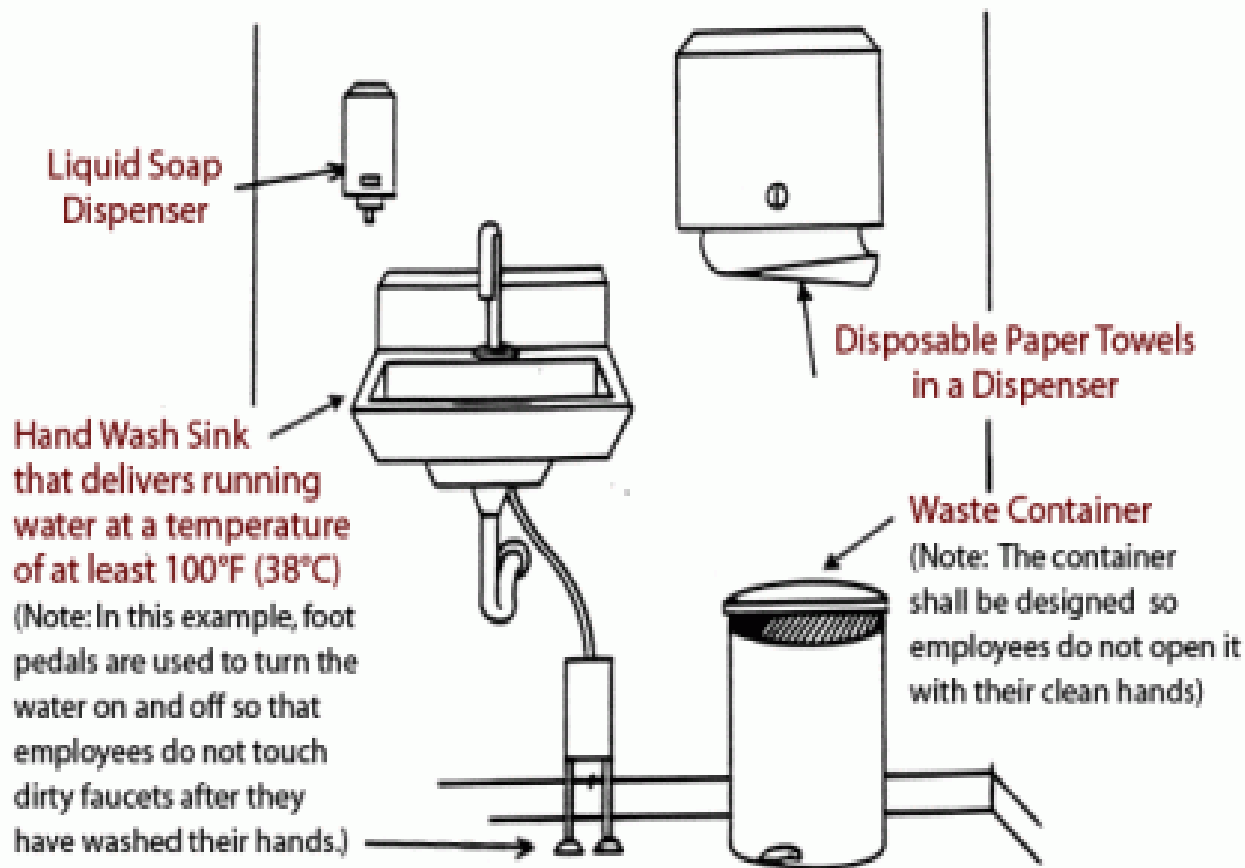 Liquid Soap
Dispenser
Disposable Paper Towels
in a Dispenser
Hand Wash Sink
that delivers running
water at a temperature
of at least 100°F (38°C)
(Note: In this example, foot
pedals are used to turn the
water on and off so that
employees do not touch
dirty faucets after they
have washed their hands.)
Waste Container
(Note: The container
shall be designed so
employees do not open it
with their clean hands)